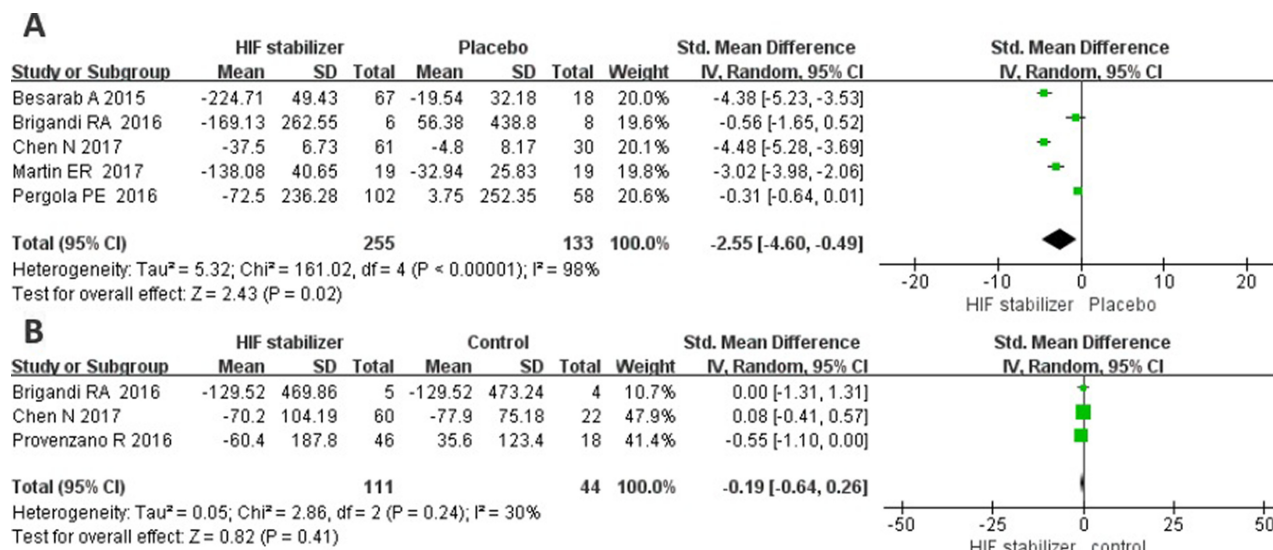 A
HIF stabilizer Placebo Std. Mean Difference Std. Mean Difference
Study or Subgroup Mean SD Total Mean SD Total Weight IV, Random, 95% CI IV, Random, 95% CI
Besarab A 2015 -224.71 49.43 67 -19.54 32.18 18 20.0% -4.38 [-5.23, -3.53]
Brigandi RA 2016 -169.13 262.55 6 56.38 438.8 8 19.6% -0.56 [-1.65, 0.52]
Chen N 2017 -37.5 6.73 61 -4.8 8.17 30 20.1% -4.48 [-5.28, -3.69]
Martin ER 2017 -138.08 40.65 19 -32.94 25.83 19 19.8% -3.02 [-3.98, -2.06]
Pergola PE 2016 -72.5 236.28 102 3.75 252.35 58 20.6% -0.31 [-0.64, 0.01]
Total (95% CI) 255 133 100.0% -2.55 [-4.60, -0.49]
Heterogeneity: Tau² = 5.32; Chi² = 161.02, df = 4 (P < 0.00001); I² = 98%
Test for overall effect: Z = 2.43 (P = 0.02)
-20 -10 0 10 20
HIF stabilizer Placebo
B
HIF stabilizer Control Std. Mean Difference Std. Mean Difference
Study or Subgroup Mean SD Total Mean SD Total Weight IV, Random, 95% CI IV, Random, 95% CI
Brigandi RA 2016 -129.52 469.86 5 -129.52 473.24 4 10.7% 0.00 [-1.31, 1.31]
Chen N 2017 -70.2 104.19 60 -77.9 75.18 22 47.9% 0.08 [-0.41, 0.57]
Provenzano R 2016 -60.4 187.8 46 35.6 123.4 18 41.4% -0.55 [-1.10, 0.00]
Total (95% CI) 111 44 100.0% -0.19 [-0.64, 0.26]
Heterogeneity: Tau² = 0.05; Chi² = 2.86, df = 2 (P = 0.24); I² = 30%
Test for overall effect: Z = 0.82 (P = 0.41)
-50 -25 0 25 50
HIF stabilizer control